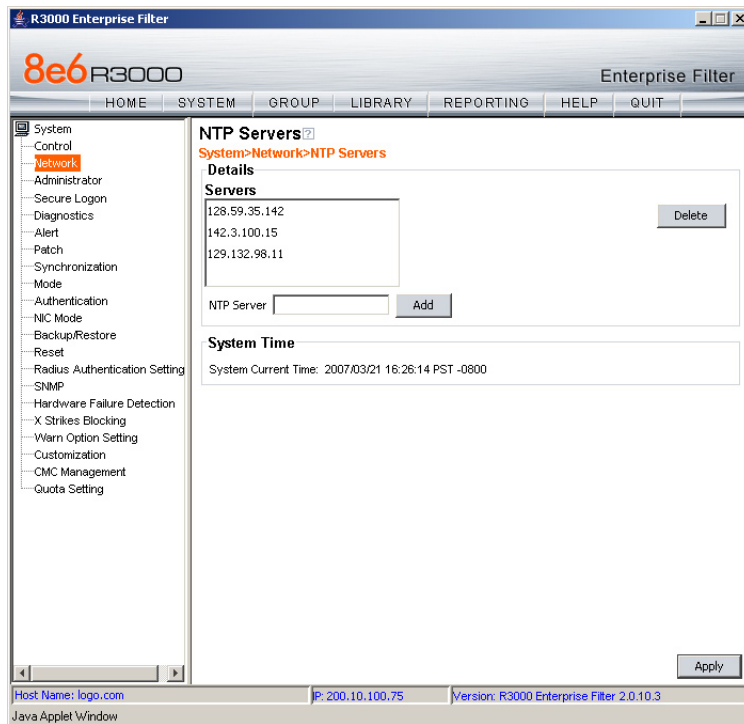 R3000 Enterprise Filter
8e6 R3000
Enterprise Filter
HOME SYSTEM GROUP LIBRARY REPORTING HELP QUIT
System
Control
Network
Administrator
Secure Logon
Diagnostics
Alert
Patch
Synchronization
Mode
Authentication
NIC Mode
Backup/Restore
Reset
Radius Authentication Setting
SNMP
Hardware Failure Detection
X Strikes Blocking
Warn Option Setting
Customization
CMC Management
Quota Setting
NTP Servers ?
System>Network>NTP Servers
Details
Servers
128.59.35.142
142.3.100.15
129.132.98.11
Delete
NTP Server
Add
System Time
System Current Time: 2007/03/21 16:26:14 PST -0800
Apply
Host Name: logo.com
IP: 200.10.100.75
Version: R3000 Enterprise Filter 2.0.10.3
Java Applet Window